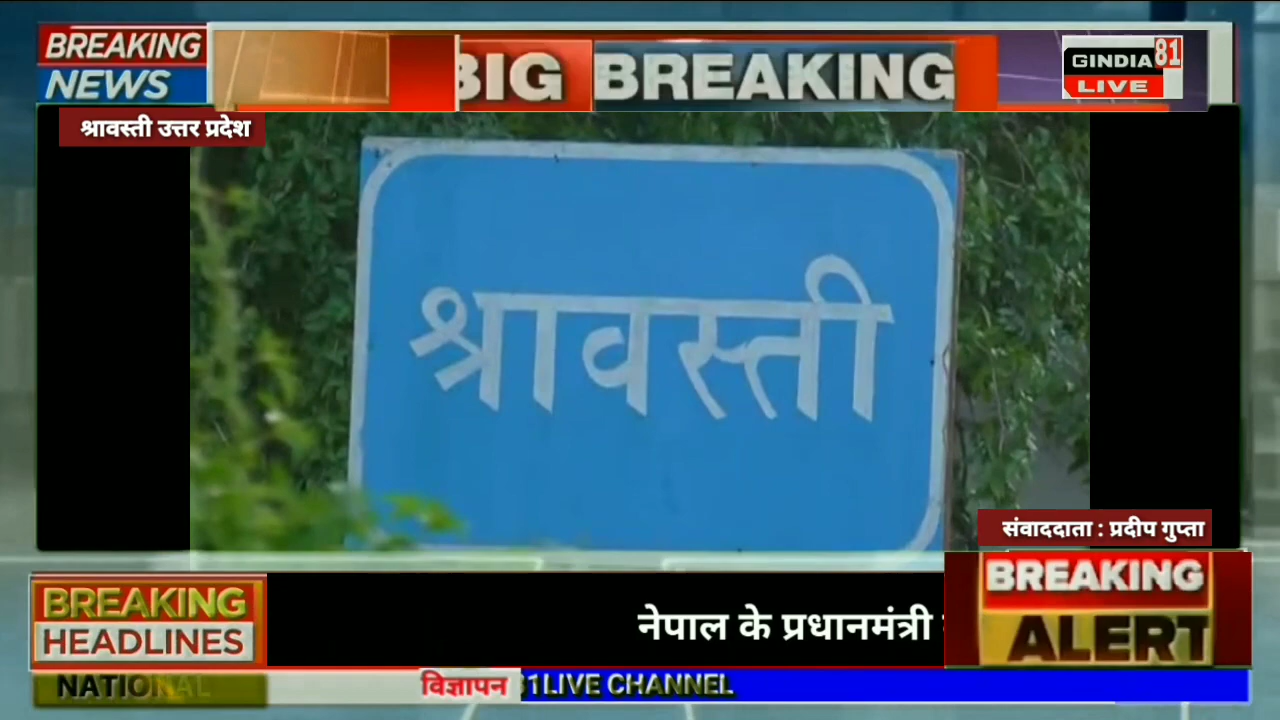 BREAKING
NEWS
BIG BREAKING
GINDIA 81
LIVE
श्रावस्ती उत्तर प्रदेश
श्रावस्ती
संवाददाता : प्रदीप गुप्ता
BREAKING
HEADLINES
नेपाल के प्रधानमंत्री
BREAKING
ALERT
NATIONAL
विज्ञापन
1LIVE CHANNEL